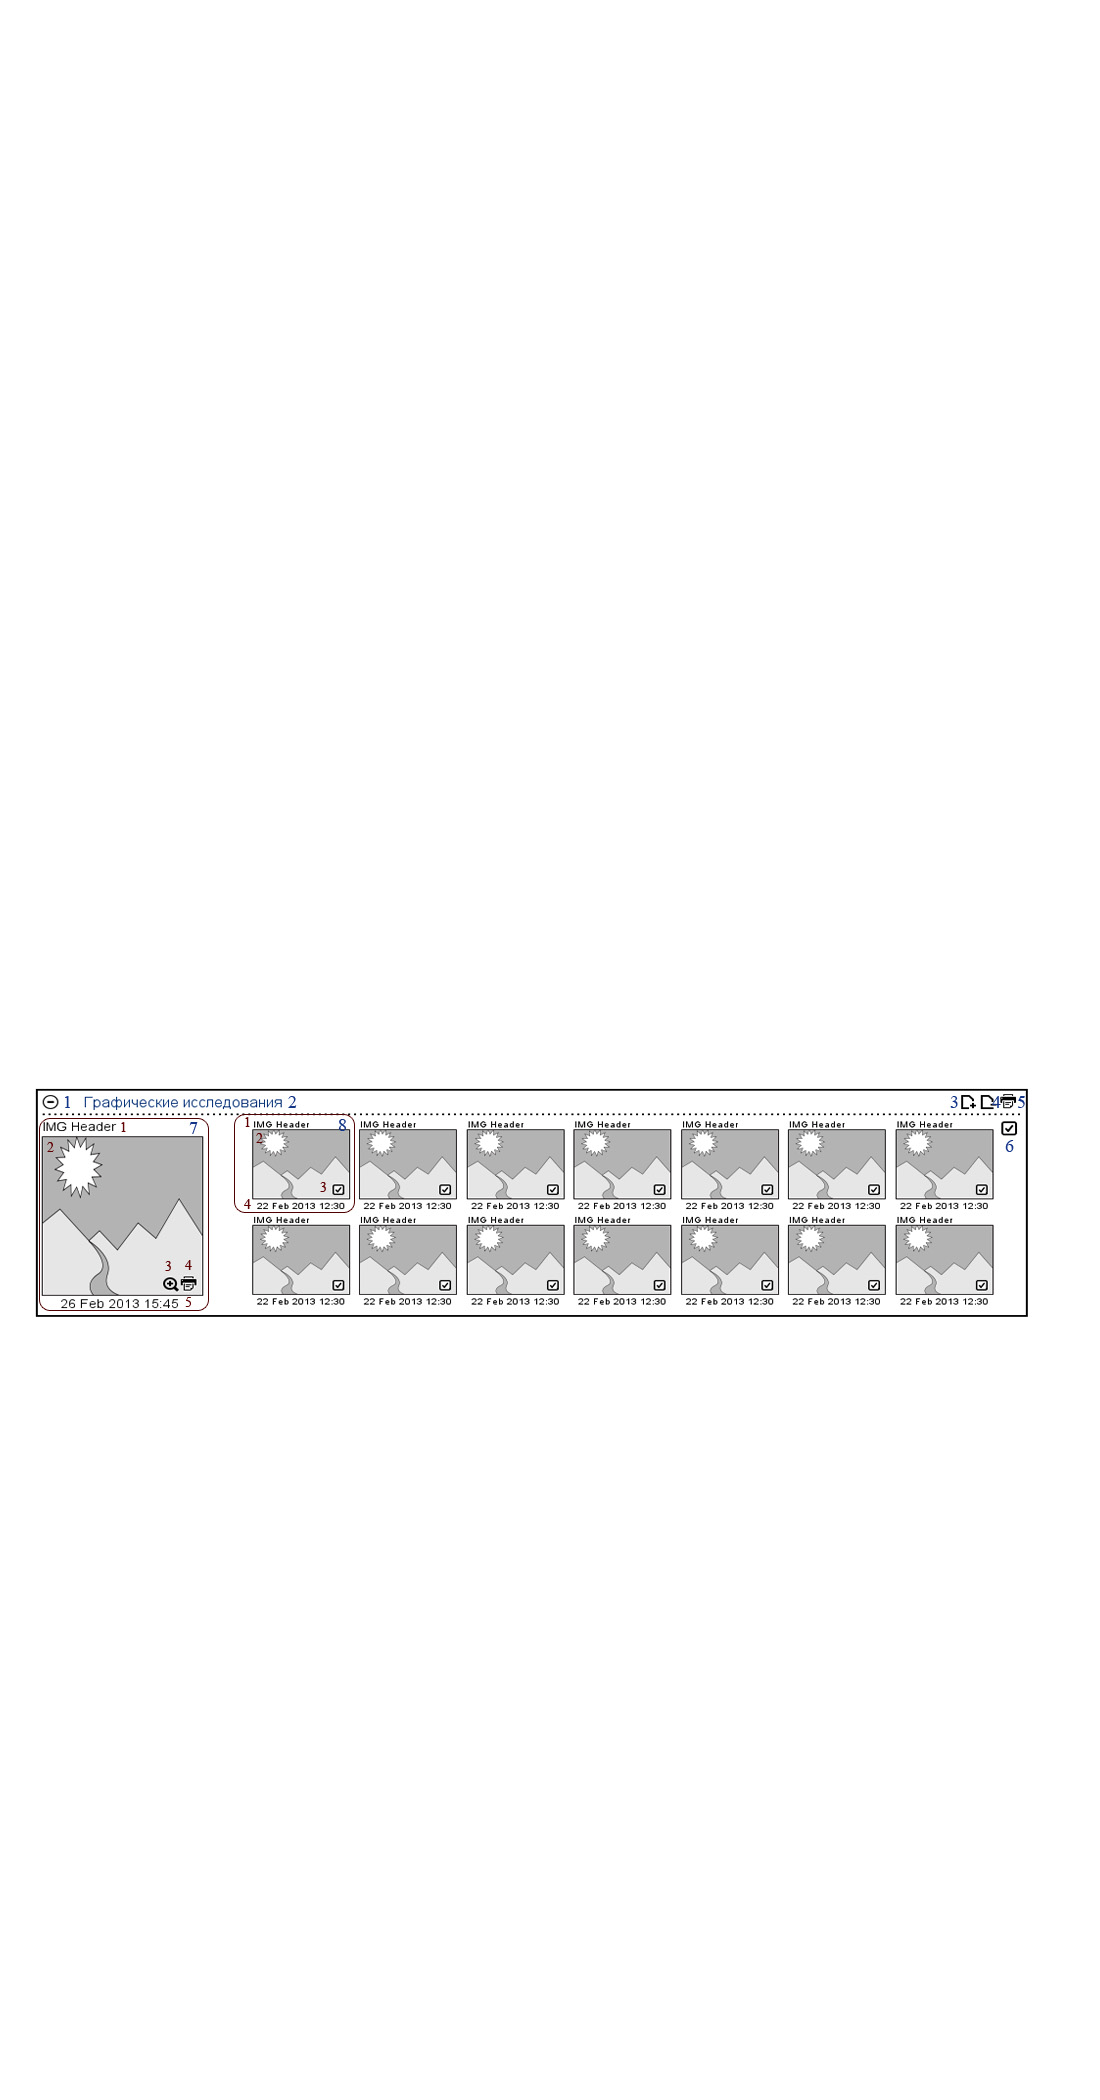 1 Графические исследования 2 3 4 5
IMG Header 1 7
2
3 4
26 Feb 2013 15:45 5
1 IMG Header 8 IMG Header IMG Header IMG Header IMG Header IMG Header IMG Header
6
2
3
4 22 Feb 2013 12:30 22 Feb 2013 12:30 22 Feb 2013 12:30 22 Feb 2013 12:30 22 Feb 2013 12:30 22 Feb 2013 12:30 22 Feb 2013 12:30
IMG Header IMG Header IMG Header IMG Header IMG Header IMG Header IMG Header
22 Feb 2013 12:30 22 Feb 2013 12:30 22 Feb 2013 12:30 22 Feb 2013 12:30 22 Feb 2013 12:30 22 Feb 2013 12:30 22 Feb 2013 12:30